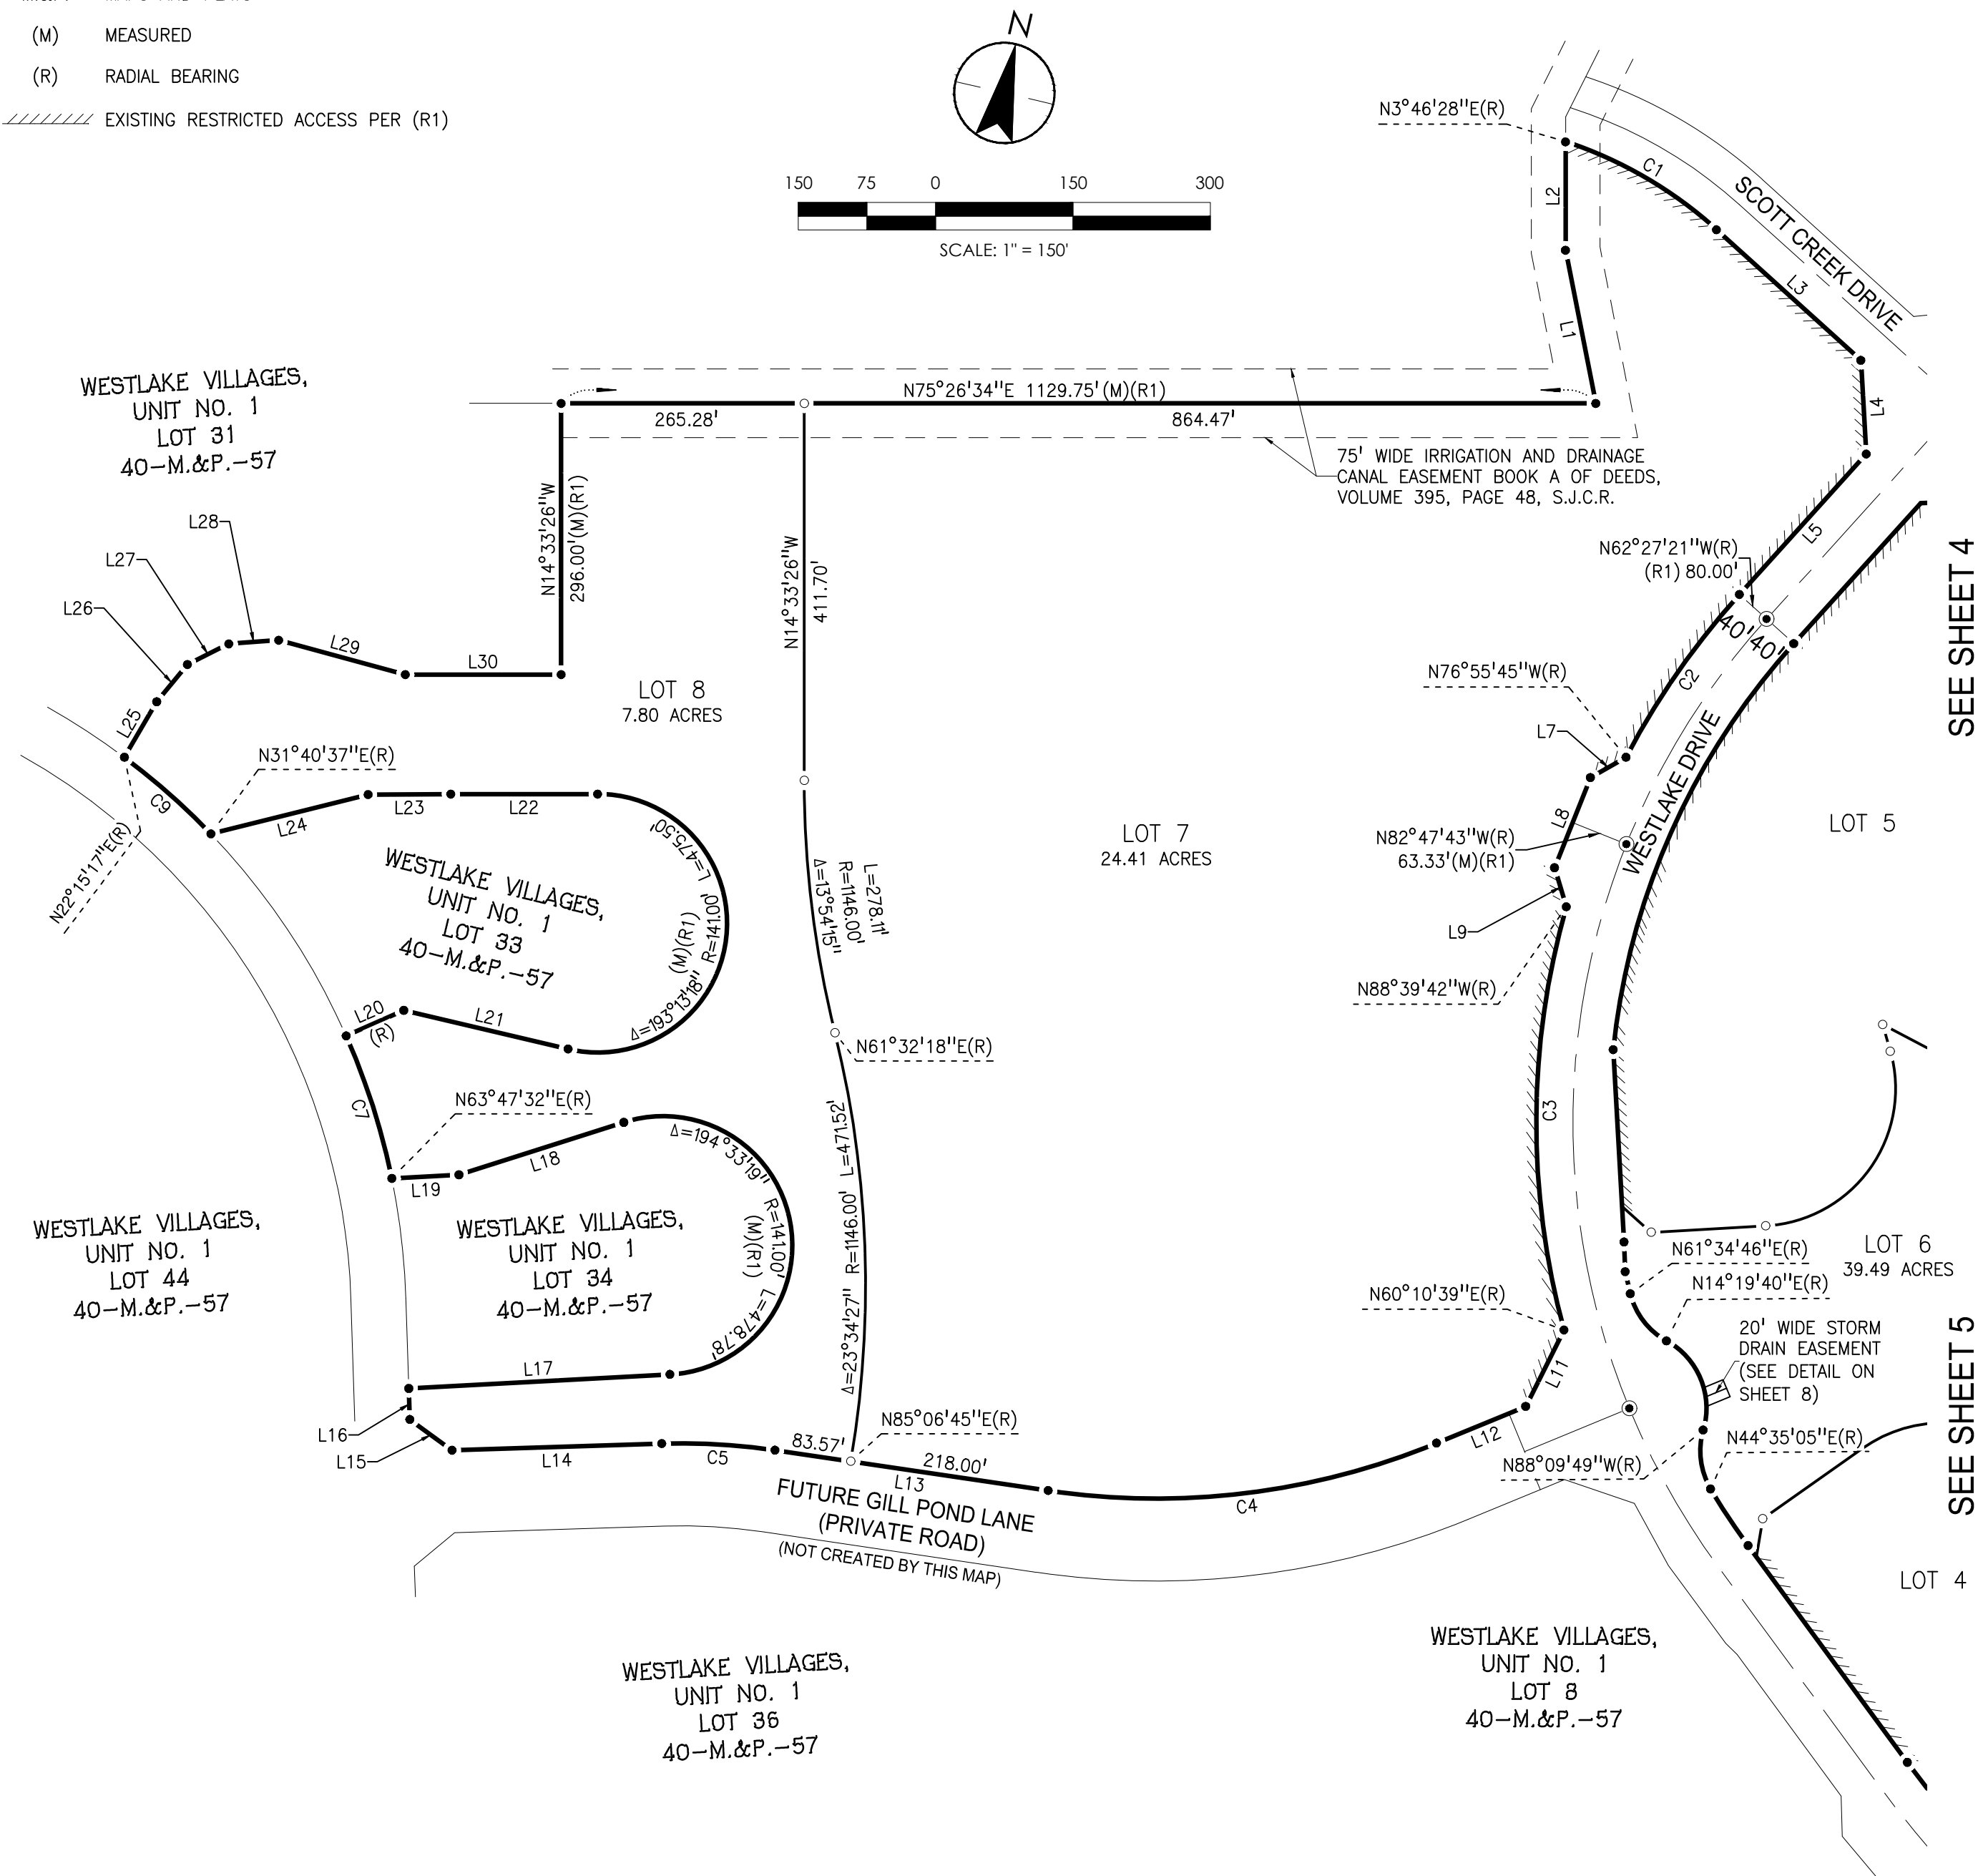 (M) MEASURED
(R) RADIAL BEARING
EXISTING RESTRICTED ACCESS PER (R1)
N
150 75 0 150 300
SCALE: 1" = 150'
N3°46'28"E(R)
C1
L2
SCOTT CREEK DRIVE
L3
L1
L4
WESTLAKE VILLAGES,
UNIT NO. 1
LOT 31
40-M.&P.-57
N75°26'34"E 1129.75'(M)(R1)
265.28'
864.47'
75' WIDE IRRIGATION AND DRAINAGE
CANAL EASEMENT BOOK A OF DEEDS,
VOLUME 395, PAGE 48, S.J.C.R.
N14°33'26"W
296.00'(M)(R1)
N14°33'26"W
411.70'
L28
L27
L26
L25
L29
L30
L5
N62°27'21"W(R)
(R1) 80.00'
40'
40'
SEE SHEET 4
LOT 8
7.80 ACRES
N76°55'45"W(R)
C2
L7
WESTLAKE DRIVE
L8
N82°47'43"W(R)
63.33'(M)(R1)
L9
N88°39'42"W(R)
LOT 7
24.41 ACRES
LOT 5
N31°40'37"E(R)
C9
N22°15'17"E(R)
L24
L23
L22
L=475.50'
R=141.00'
(M)(R1)
Δ=193°13'18"
WESTLAKE VILLAGES,
UNIT NO. 1
LOT 33
40-M.&P.-57
L=278.11'
R=1146.00'
Δ=13°54'15"
L20
(R)
L21
N61°32'18"E(R)
C7
N63°47'32"E(R)
C3
L19
L18
Δ=194°33'19"
R=141.00'
(M)(R1)
L=478.78'
Δ=23°34'27" R=1146.00' L=471.52'
WESTLAKE VILLAGES,
UNIT NO. 1
LOT 44
40-M.&P.-57
WESTLAKE VILLAGES,
UNIT NO. 1
LOT 34
40-M.&P.-57
N60°10'39"E(R)
N61°34'46"E(R)
LOT 6
39.49 ACRES
N14°19'40"E(R)
20' WIDE STORM
DRAIN EASEMENT
(SEE DETAIL ON
SHEET 8)
SEE SHEET 5
L11
L17
L16
L15
L14
C5
83.57'
N85°06'45"E(R)
218.00'
L13
L12
C4
N88°09'49"W(R)
N44°35'05"E(R)
FUTURE GILL POND LANE
(PRIVATE ROAD)
(NOT CREATED BY THIS MAP)
LOT 4
WESTLAKE VILLAGES,
UNIT NO. 1
LOT 36
40-M.&P.-57
WESTLAKE VILLAGES,
UNIT NO. 1
LOT 8
40-M.&P.-57